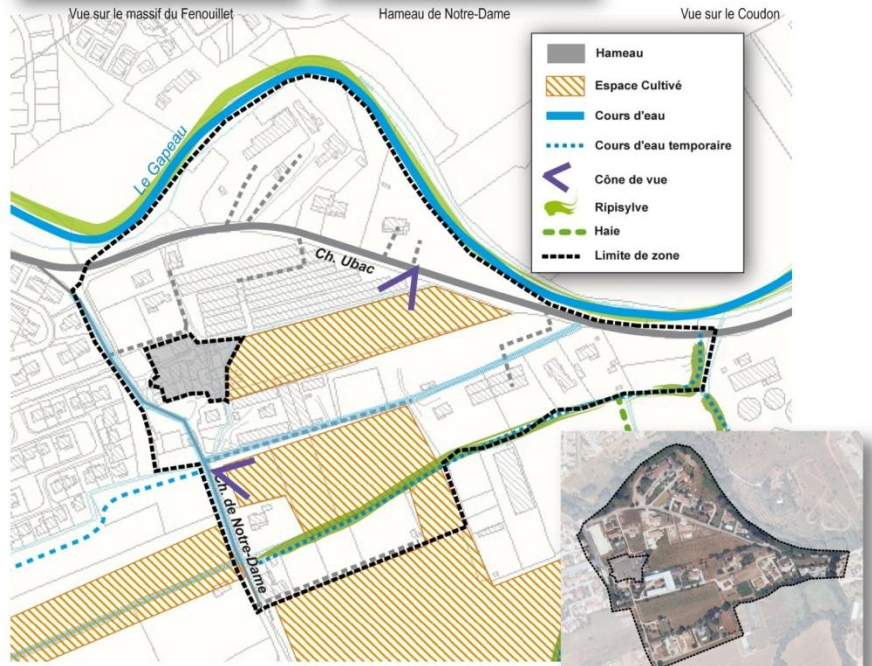 Vue sur le massif du Fenouillet
Hameau de Notre-Dame
Vue sur le Coudon
Hameau
Espace Cultivé
Cours d'eau
Cours d'eau temporaire
Cône de vue
Ripisylve
Haie
Limite de zone
Le Gapeau
Ch. Ubac
Ch. de Notre-Dame